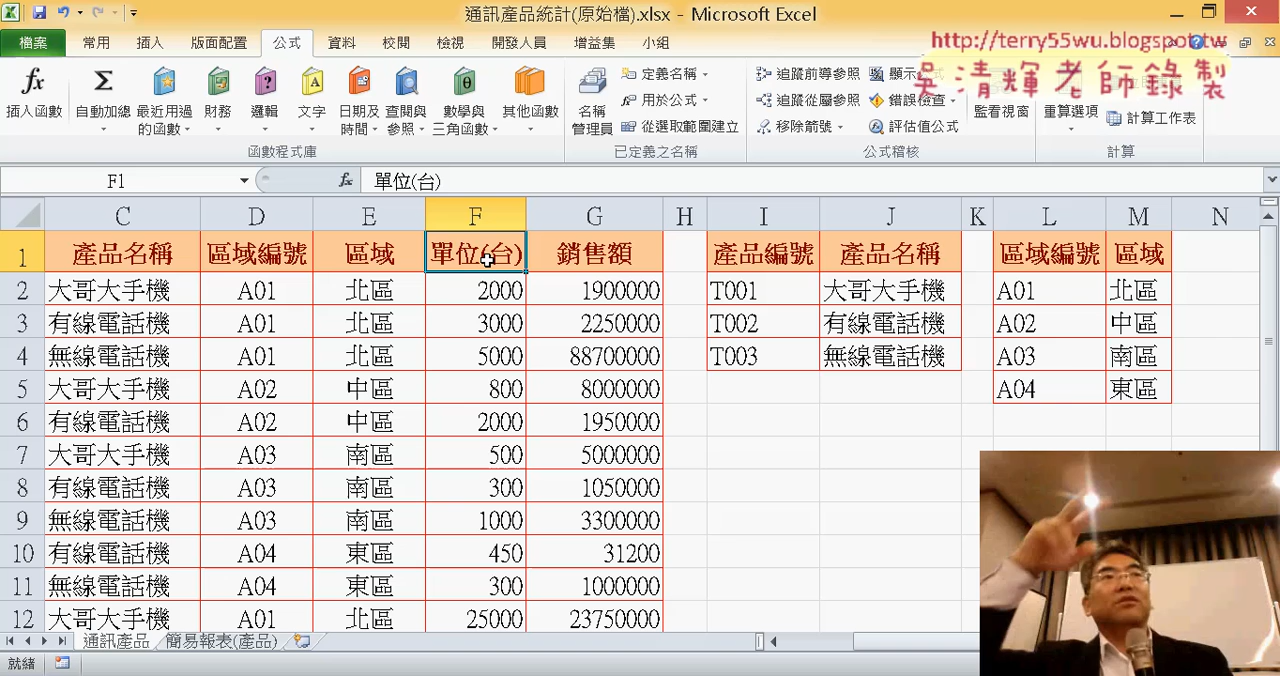 通訊產品統計(原始檔).xlsx - Microsoft Excel
檔案 常用 插入 版面配置 公式 資料 校閱 檢視 開發人員 增益集 小組
http://terry55wu.blogspot.tw
吳清輝老師錄製
插入函數 自動加總 最近用過的函數 財務 邏輯 文字 日期及時間 查閱與參照 數學與三角函數 其他函數
名稱管理員 定義名稱 用於公式 從選取範圍建立
追蹤前導參照 追蹤從屬參照 移除箭號 顯示 錯誤檢查 評估值公式 監看視窗
重算選項 計算工作表
函數程式庫 已定義之名稱 公式稽核 計算
F1 fx 單位(台)
C D E F G H I J K L M N
1 產品名稱 區域編號 區域 單位(台) 銷售額 產品編號 產品名稱 區域編號 區域
2 大哥大手機 A01 北區 2000 1900000 T001 大哥大手機 A01 北區
3 有線電話機 A01 北區 3000 2250000 T002 有線電話機 A02 中區
4 無線電話機 A01 北區 5000 88700000 T003 無線電話機 A03 南區
5 大哥大手機 A02 中區 800 8000000 A04 東區
6 有線電話機 A02 中區 2000 1950000
7 大哥大手機 A03 南區 500 5000000
8 有線電話機 A03 南區 300 1050000
9 無線電話機 A03 南區 1000 3300000
10 有線電話機 A04 東區 450 31200
11 無線電話機 A04 東區 300 1000000
12 大哥大手機 A01 北區 25000 23750000
通訊產品 簡易報表(產品)
就緒